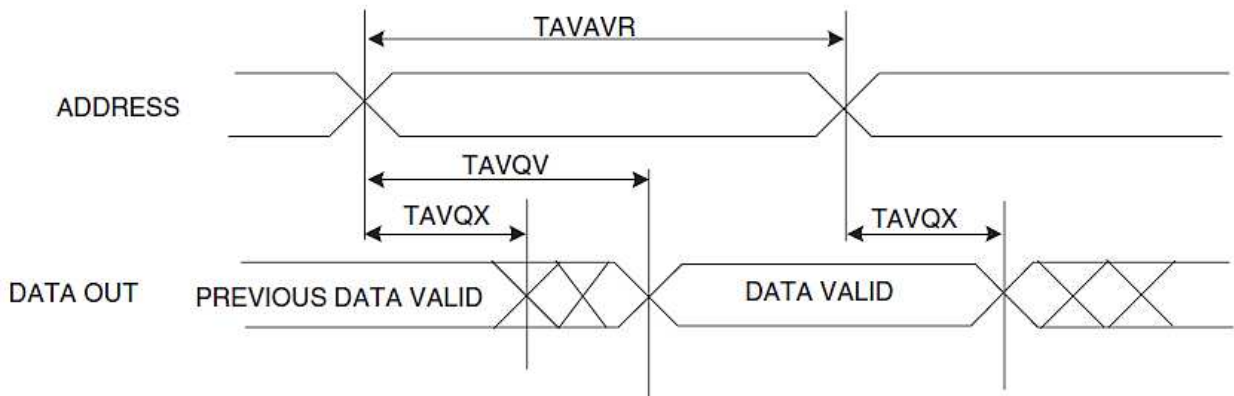 TAVAVR
ADDRESS
TAVQV
TAVQX
TAVQX
DATA OUT
PREVIOUS DATA VALID
DATA VALID